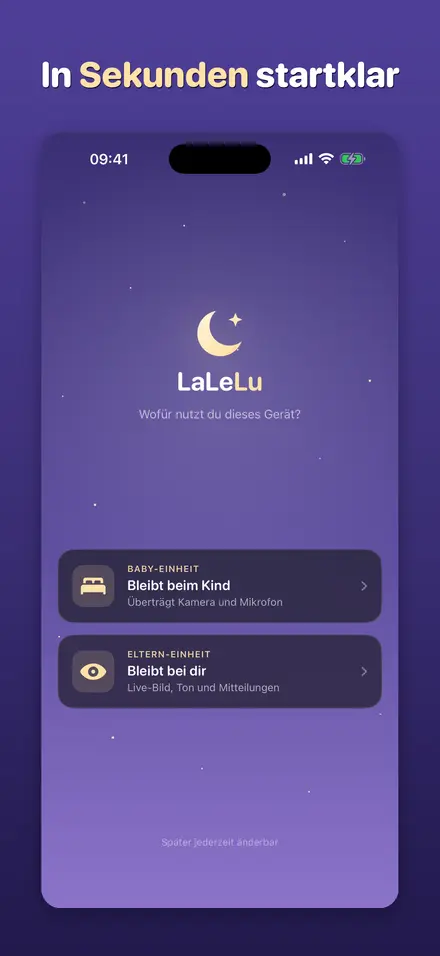 In Sekunden startklar
09:41
LaLeLu
Wofür nutzt du dieses Gerät?
BABY-EINHEIT
Bleibt beim Kind
Überträgt Kamera und Mikrofon
ELTERN-EINHEIT
Bleibt bei dir
Live-Bild, Ton und Mitteilungen
Später jederzeit änderbar